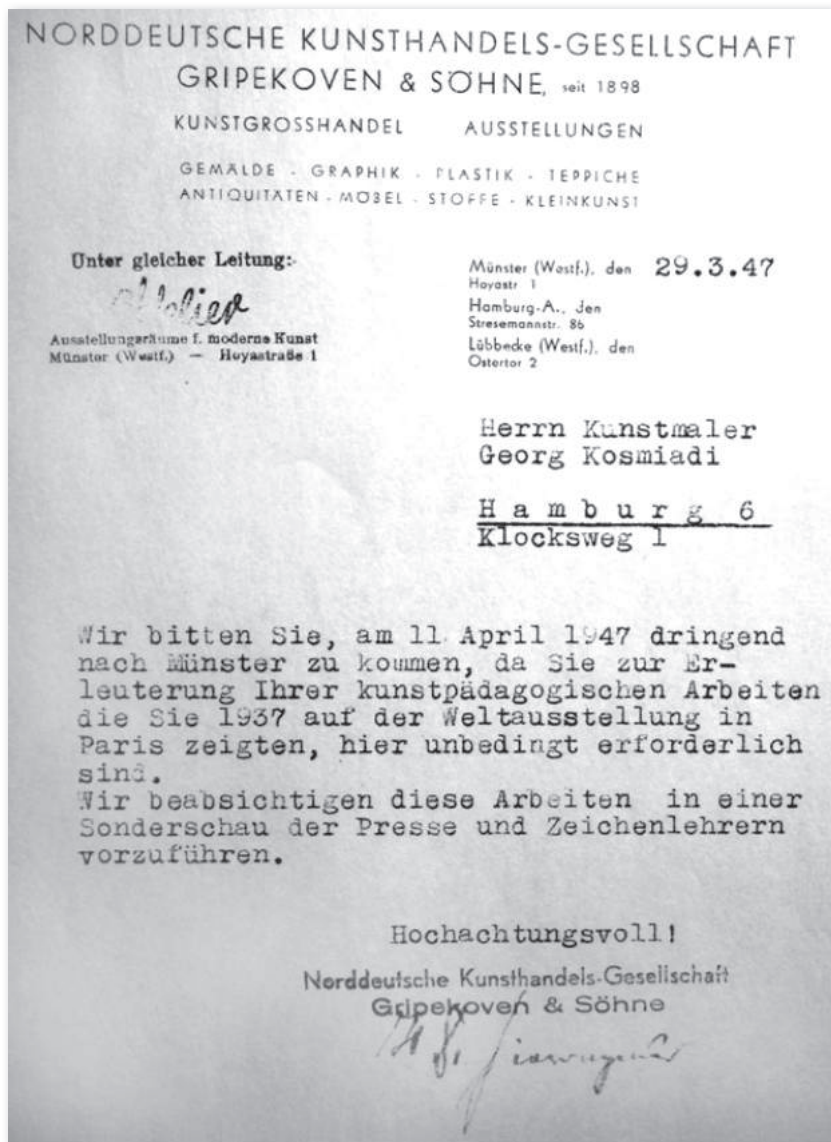 NORDDEUTSCHE KUNSTHANDELS-GESELLSCHAFT
GRIPEKOVEN & SÖHNE, seit 1898
KUNSTGROSSHANDEL AUSSTELLUNGEN
GEMÄLDE - GRAPHIK - PLASTIK - TEPPICHE
ANTIQUITÄTEN - MÖBEL - STOFFE - KLEINKUNST
Unter gleicher Leitung:
Ausstellungsräume f. moderne Kunst
Münster (Westf.) — Hoyastraße 1
Münster (Westf.), den 29.3.47
Hoyastr 1
Hamburg-A., den
Stresemannstr. 86
Lübbecke (Westf.), den
Ostertor 2
Herrn Kunstmaler
Georg Kosmiadi
Hamburg 6
Klocksweg 1
Wir bitten Sie, am 11 April 1947 dringend
nach Münster zu kommen, da Sie zur Er-
leuterung Ihrer kunstpädagogischen Arbeiten
die Sie 1937 auf der Weltausstellung in
Paris zeigten, hier unbedingt erforderlich
sind.
Wir beabsichtigen diese Arbeiten in einer
Sonderschau der Presse und Zeichenlehrern
vorzuführen.
Hochachtungsvoll!
Norddeutsche Kunsthandels-Gesellschaft
Gripekoven & Söhne